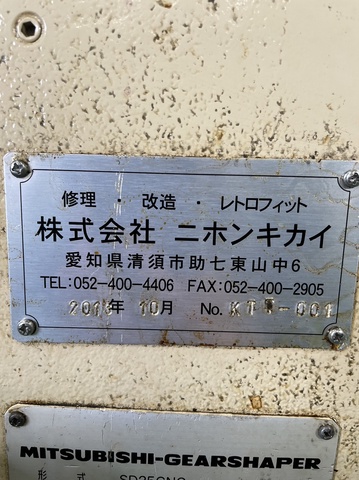 修理・改造・レトロフィット
株式会社 ニホンキカイ
愛知県清須市助七東山中6
TEL:052-400-4406 FAX:052-400-2905
年 10月 No.
MITSUBISHI-GEARSHAPER
形式